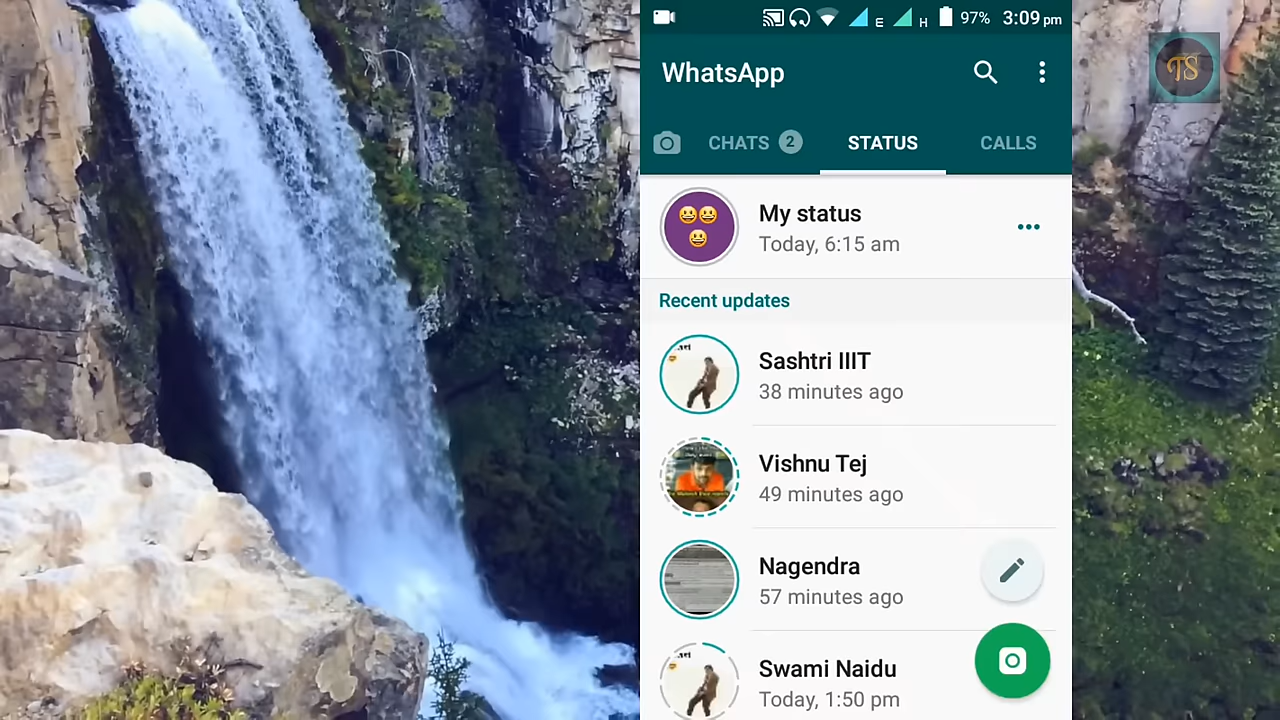 E H 97% 3:09 pm
TS
WhatsApp
CHATS 2 STATUS CALLS
My status
Today, 6:15 am
Recent updates
Sashtri IIIT
38 minutes ago
Vishnu Tej
49 minutes ago
Nagendra
57 minutes ago
Swami Naidu
Today, 1:50 pm